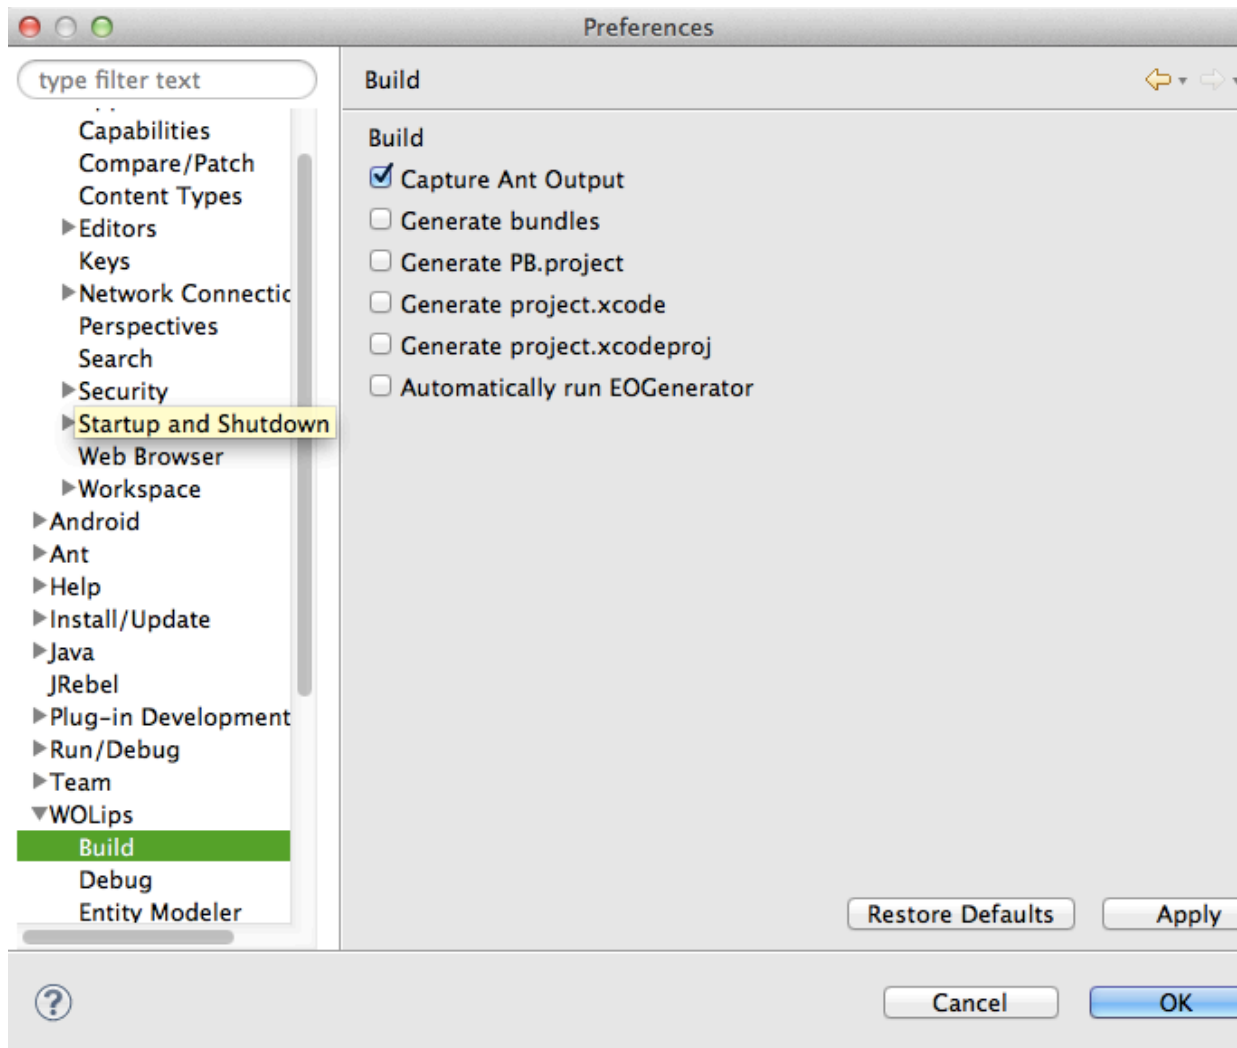 Preferences
type filter text
Capabilities
Compare/Patch
Content Types
Editors
Keys
Network Connectic
Perspectives
Search
Security
Startup and Shutdown
Web Browser
Workspace
Android
Ant
Help
Install/Update
Java
JRebel
Plug-in Development
Run/Debug
Team
WOLips
Build
Debug
Entity Modeler
Build
Build
Capture Ant Output
Generate bundles
Generate PB.project
Generate project.xcode
Generate project.xcodeproj
Automatically run EOGenerator
Restore Defaults
Apply
?
Cancel
OK